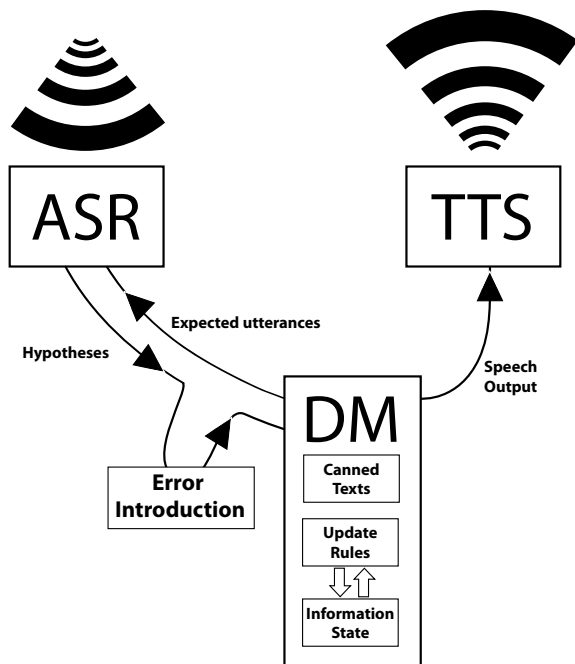 ASR
TTS
Expected utterances
Hypotheses
Speech
Output
DM
Canned
Texts
Error
Introduction
Update
Rules
Information
State